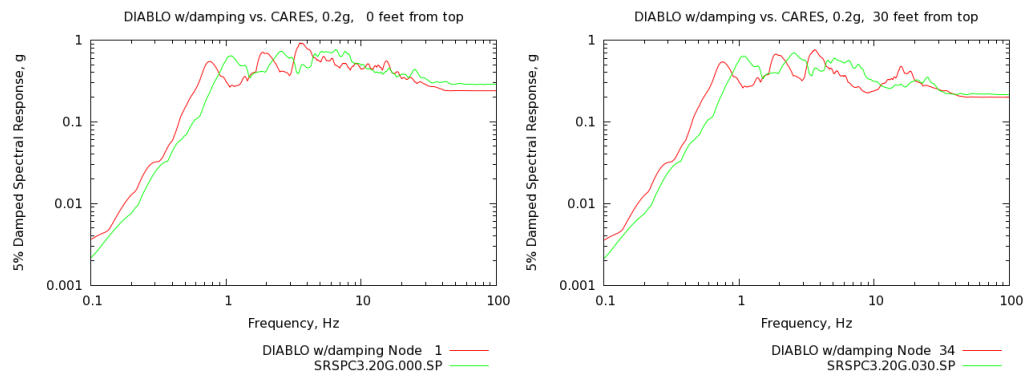 DIABLO w/damping vs. CARES, 0.2g, 0 feet from top
5% Damped Spectral Response, g
1
0.1
0.01
0.001
0.1
1
10
100
Frequency, Hz
DIABLO w/damping Node 1
SRSPC3.20G.000.SP
DIABLO w/damping vs. CARES, 0.2g, 30 feet from top
5% Damped Spectral Response, g
1
0.1
0.01
0.001
0.1
1
10
100
Frequency, Hz
DIABLO w/damping Node 34
SRSPC3.20G.030.SP